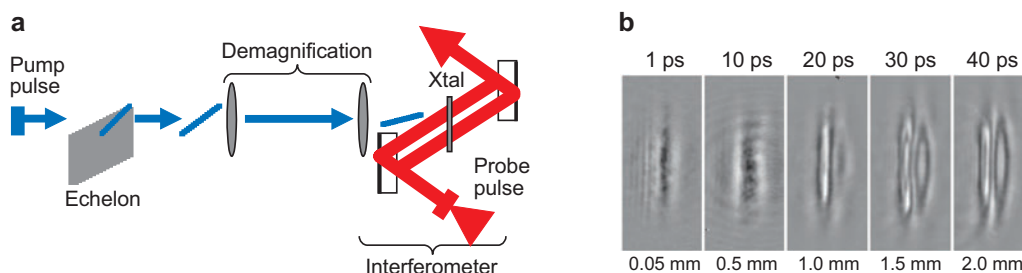 a
Pump
pulse
Echelon
Demagnification
Xtal
Probe
pulse
Interferometer
b
1 ps 10 ps 20 ps 30 ps 40 ps
0.05 mm 0.5 mm 1.0 mm 1.5 mm 2.0 mm